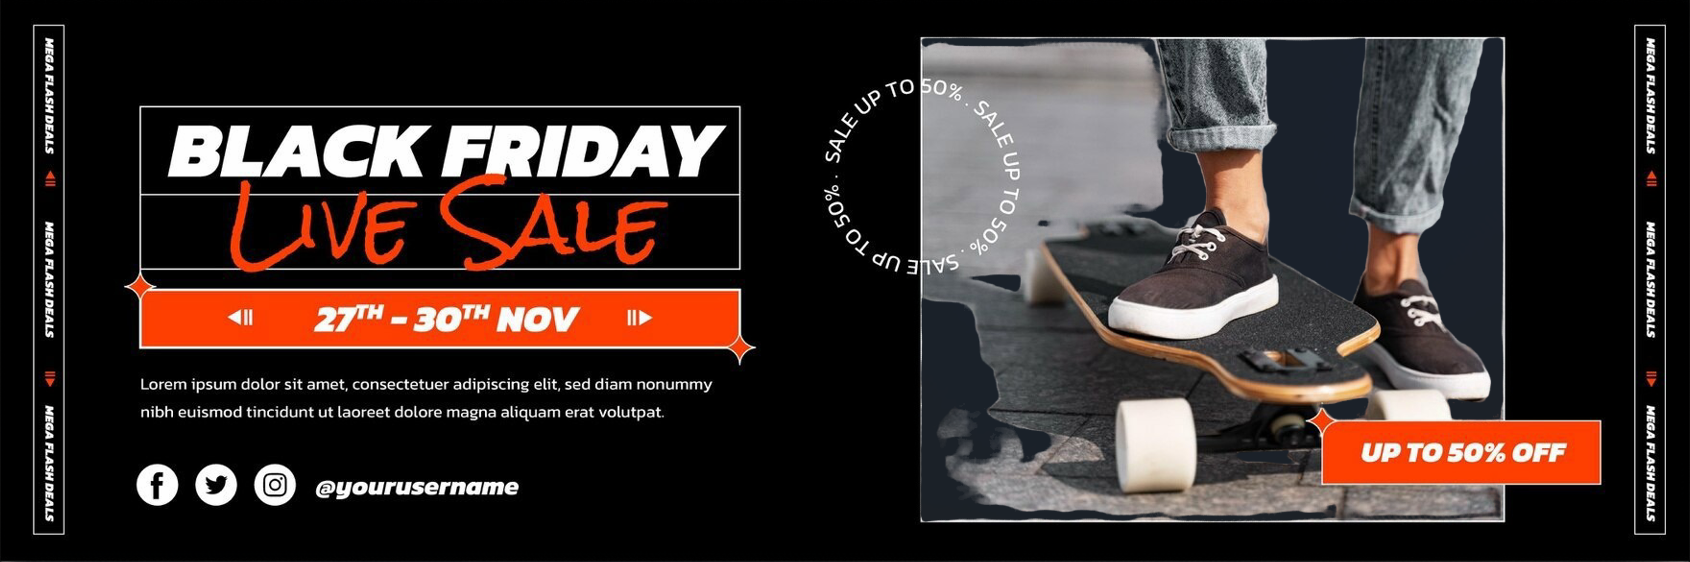 MEGA FLASH DEALS
MEGA FLASH DEALS
MEGA FLASH DEALS
BLACK FRIDAY
LIVE SALE
27TH - 30TH NOV
Lorem ipsum dolor sit amet, consectetuer adipiscing elit, sed diam nonummy
nibh euismod tincidunt ut laoreet dolore magna aliquam erat volutpat.
@yourusername
SALE UP TO 50% . SALE UP TO 50% . SALE UP TO 50% .
UP TO 50% OFF
MEGA FLASH DEALS
MEGA FLASH DEALS
MEGA FLASH DEALS